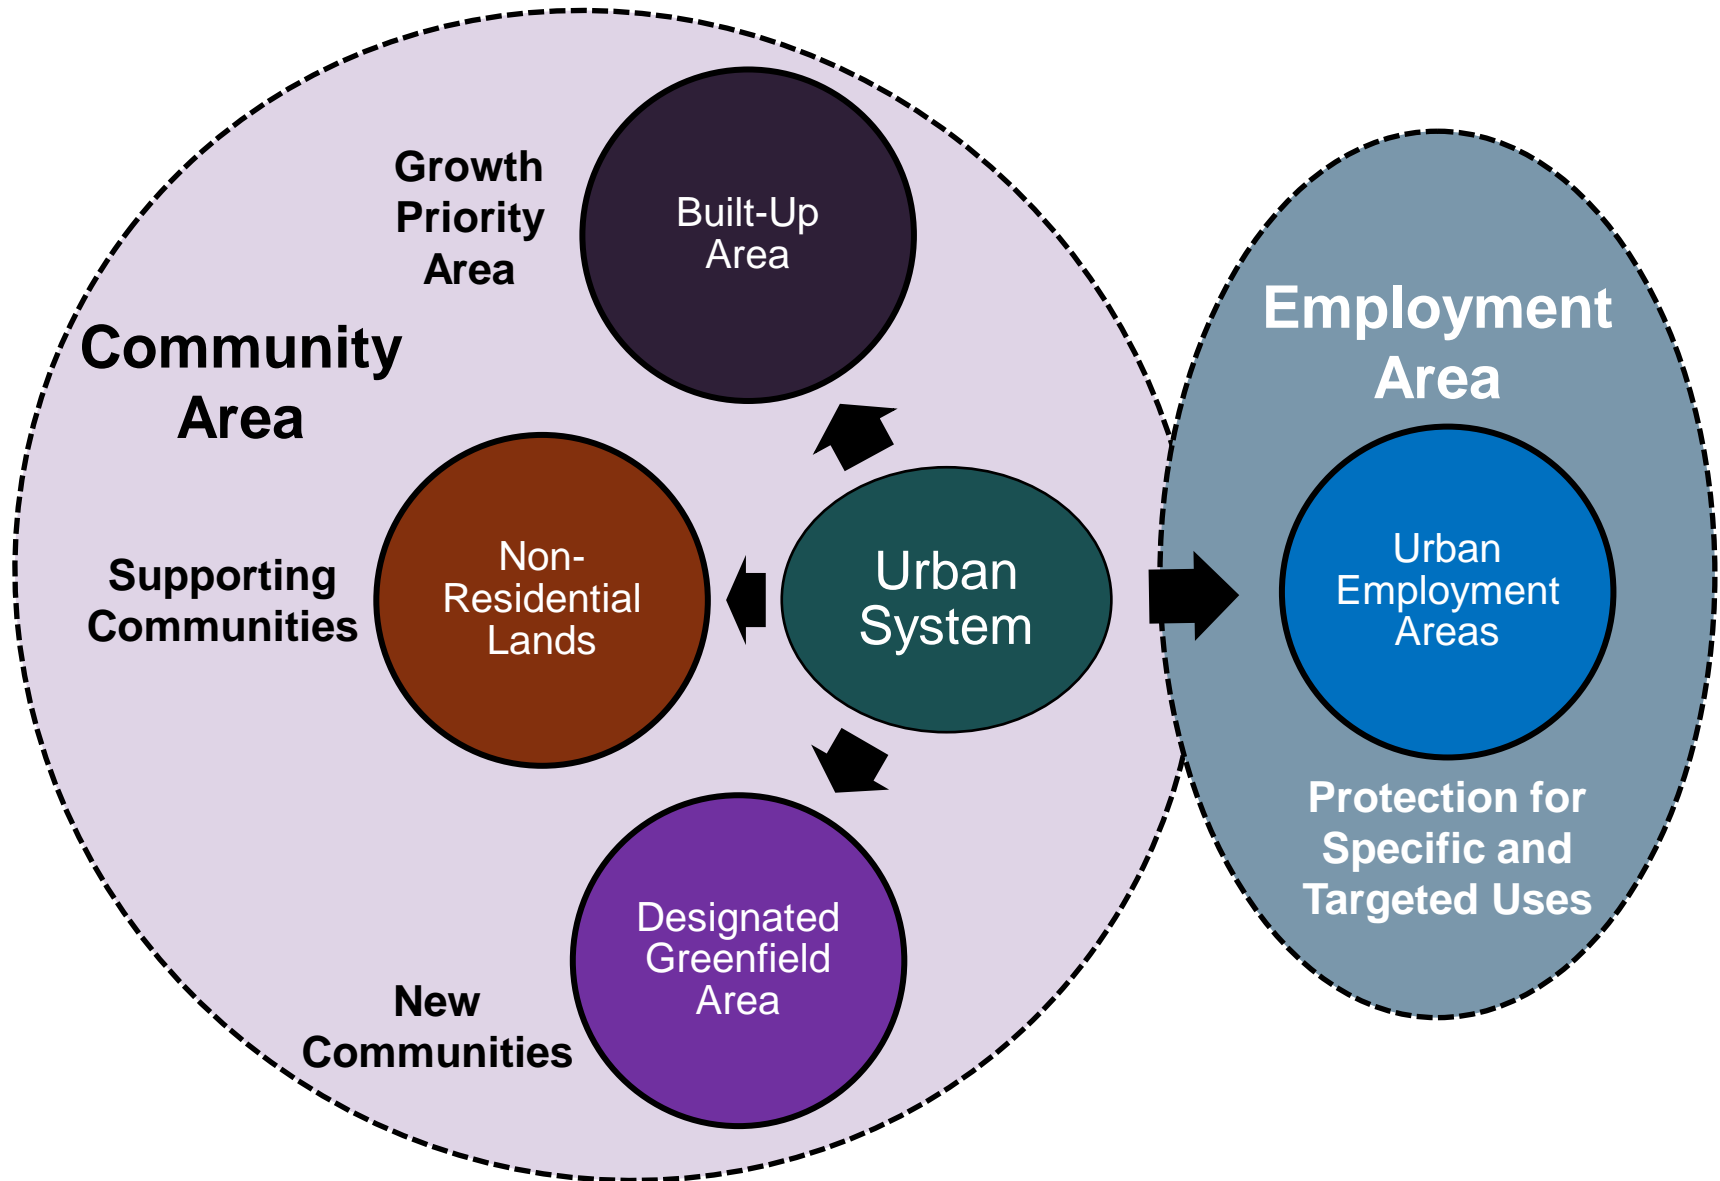 Growth
Priority
Area
Built-Up
Area
Community
Area
Employment
Area
Supporting
Communities
Non-
Residential
Lands
Urban
System
Urban
Employment
Areas
Protection for
Specific and
Targeted Uses
New
Communities
Designated
Greenfield
Area